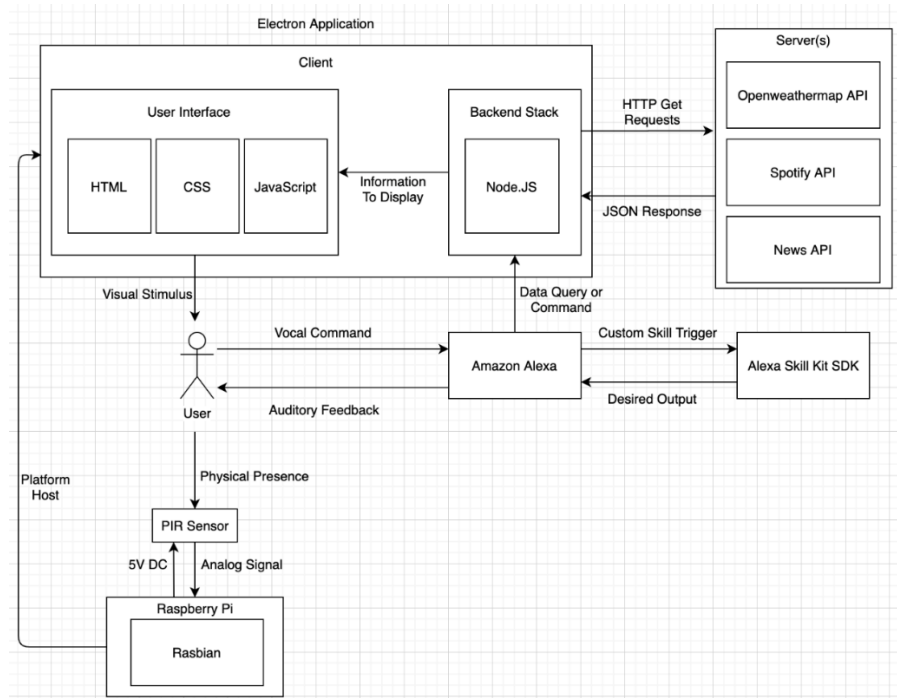 Electron Application
Client
Server(s)
User Interface
HTML
CSS
JavaScript
Information
To Display
Backend Stack
Node.JS
HTTP Get
Requests
JSON Response
Openweathermap API
Spotify API
News API
Visual Stimulus
Data Query or
Command
User
Vocal Command
Auditory Feedback
Amazon Alexa
Custom Skill Trigger
Desired Output
Alexa Skill Kit SDK
Platform
Host
Physical Presence
PIR Sensor
5V DC
Analog Signal
Raspberry Pi
Rasbian